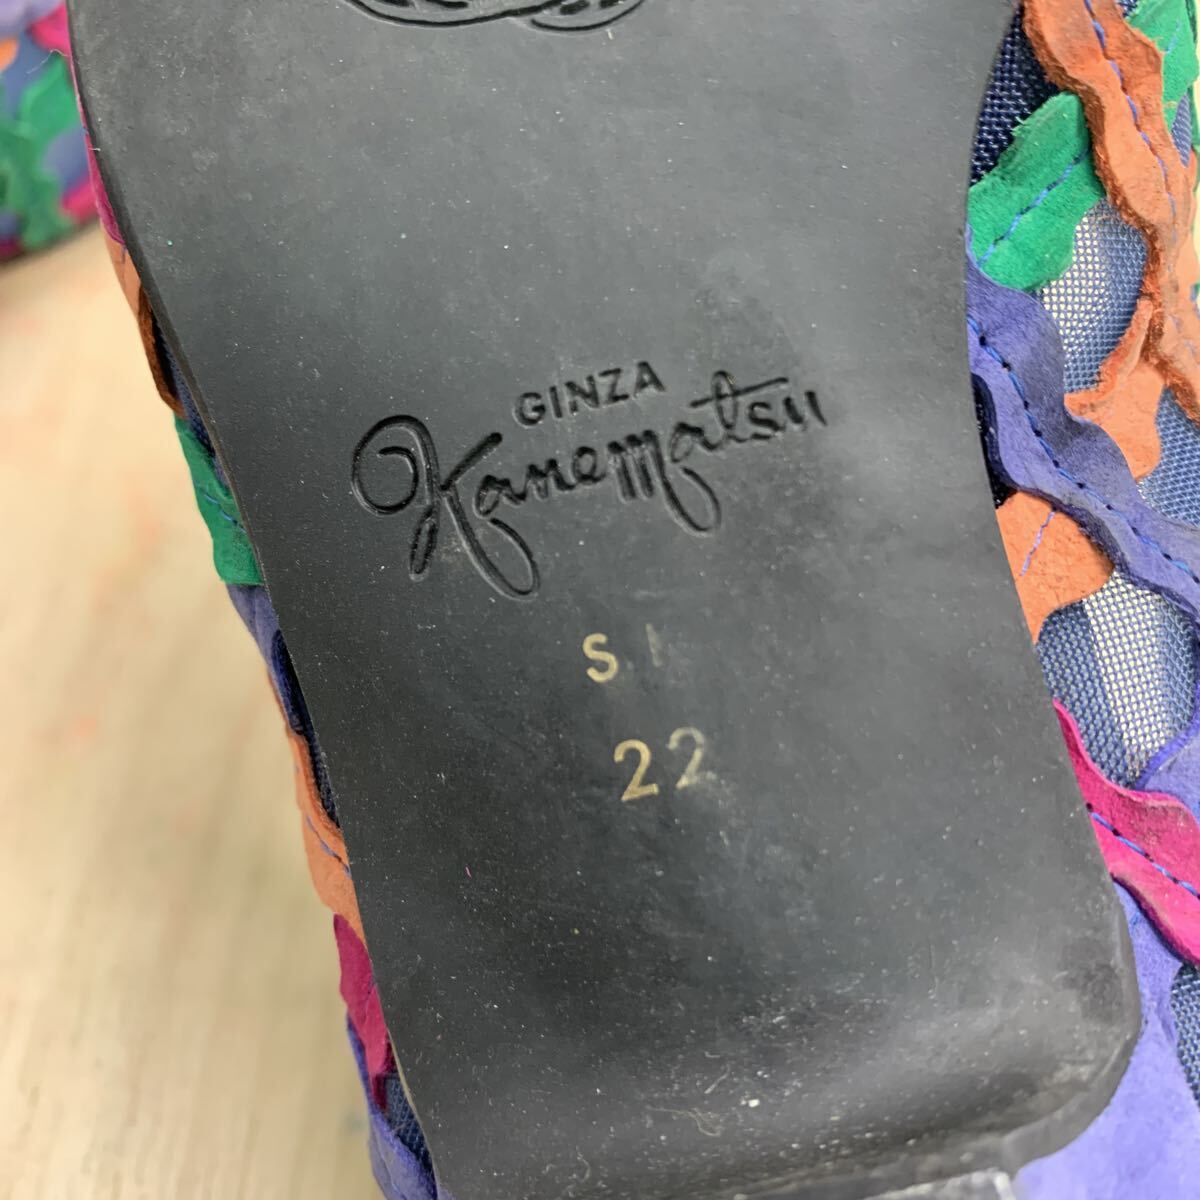 GINZA
Kanematsu
S
22